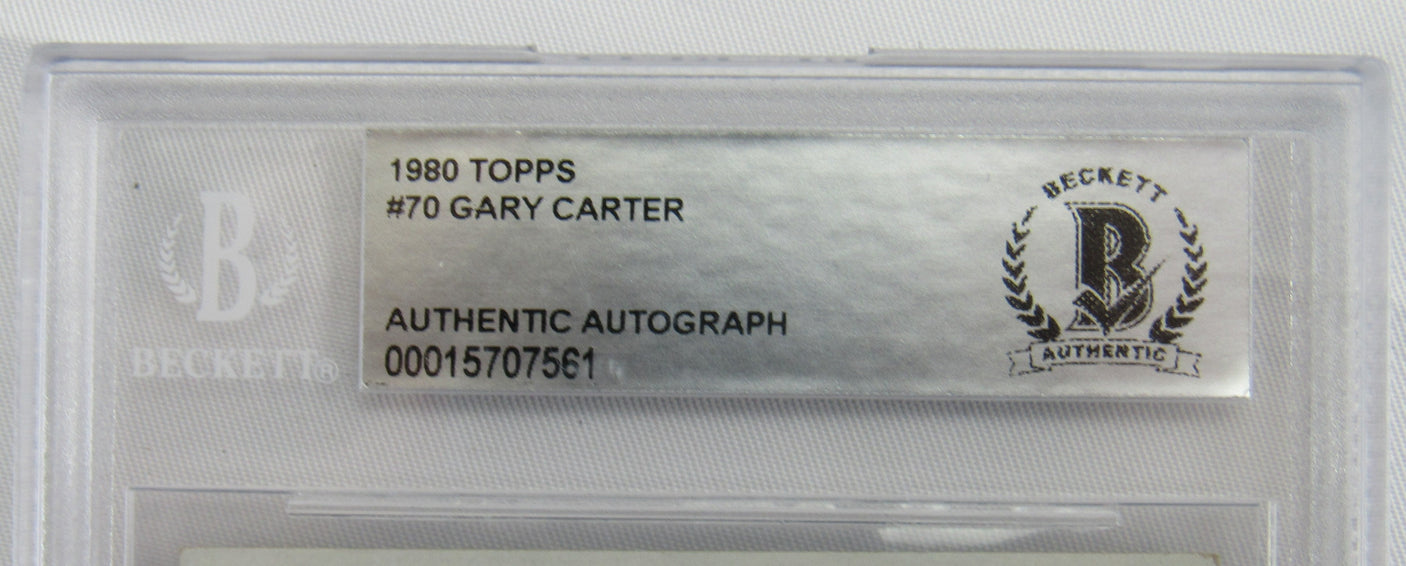 1980 TOPPS
#70 GARY CARTER
AUTHENTIC AUTOGRAPH
00015707561
B
BECKETT®
BECKETT
B
AUTHENTIC